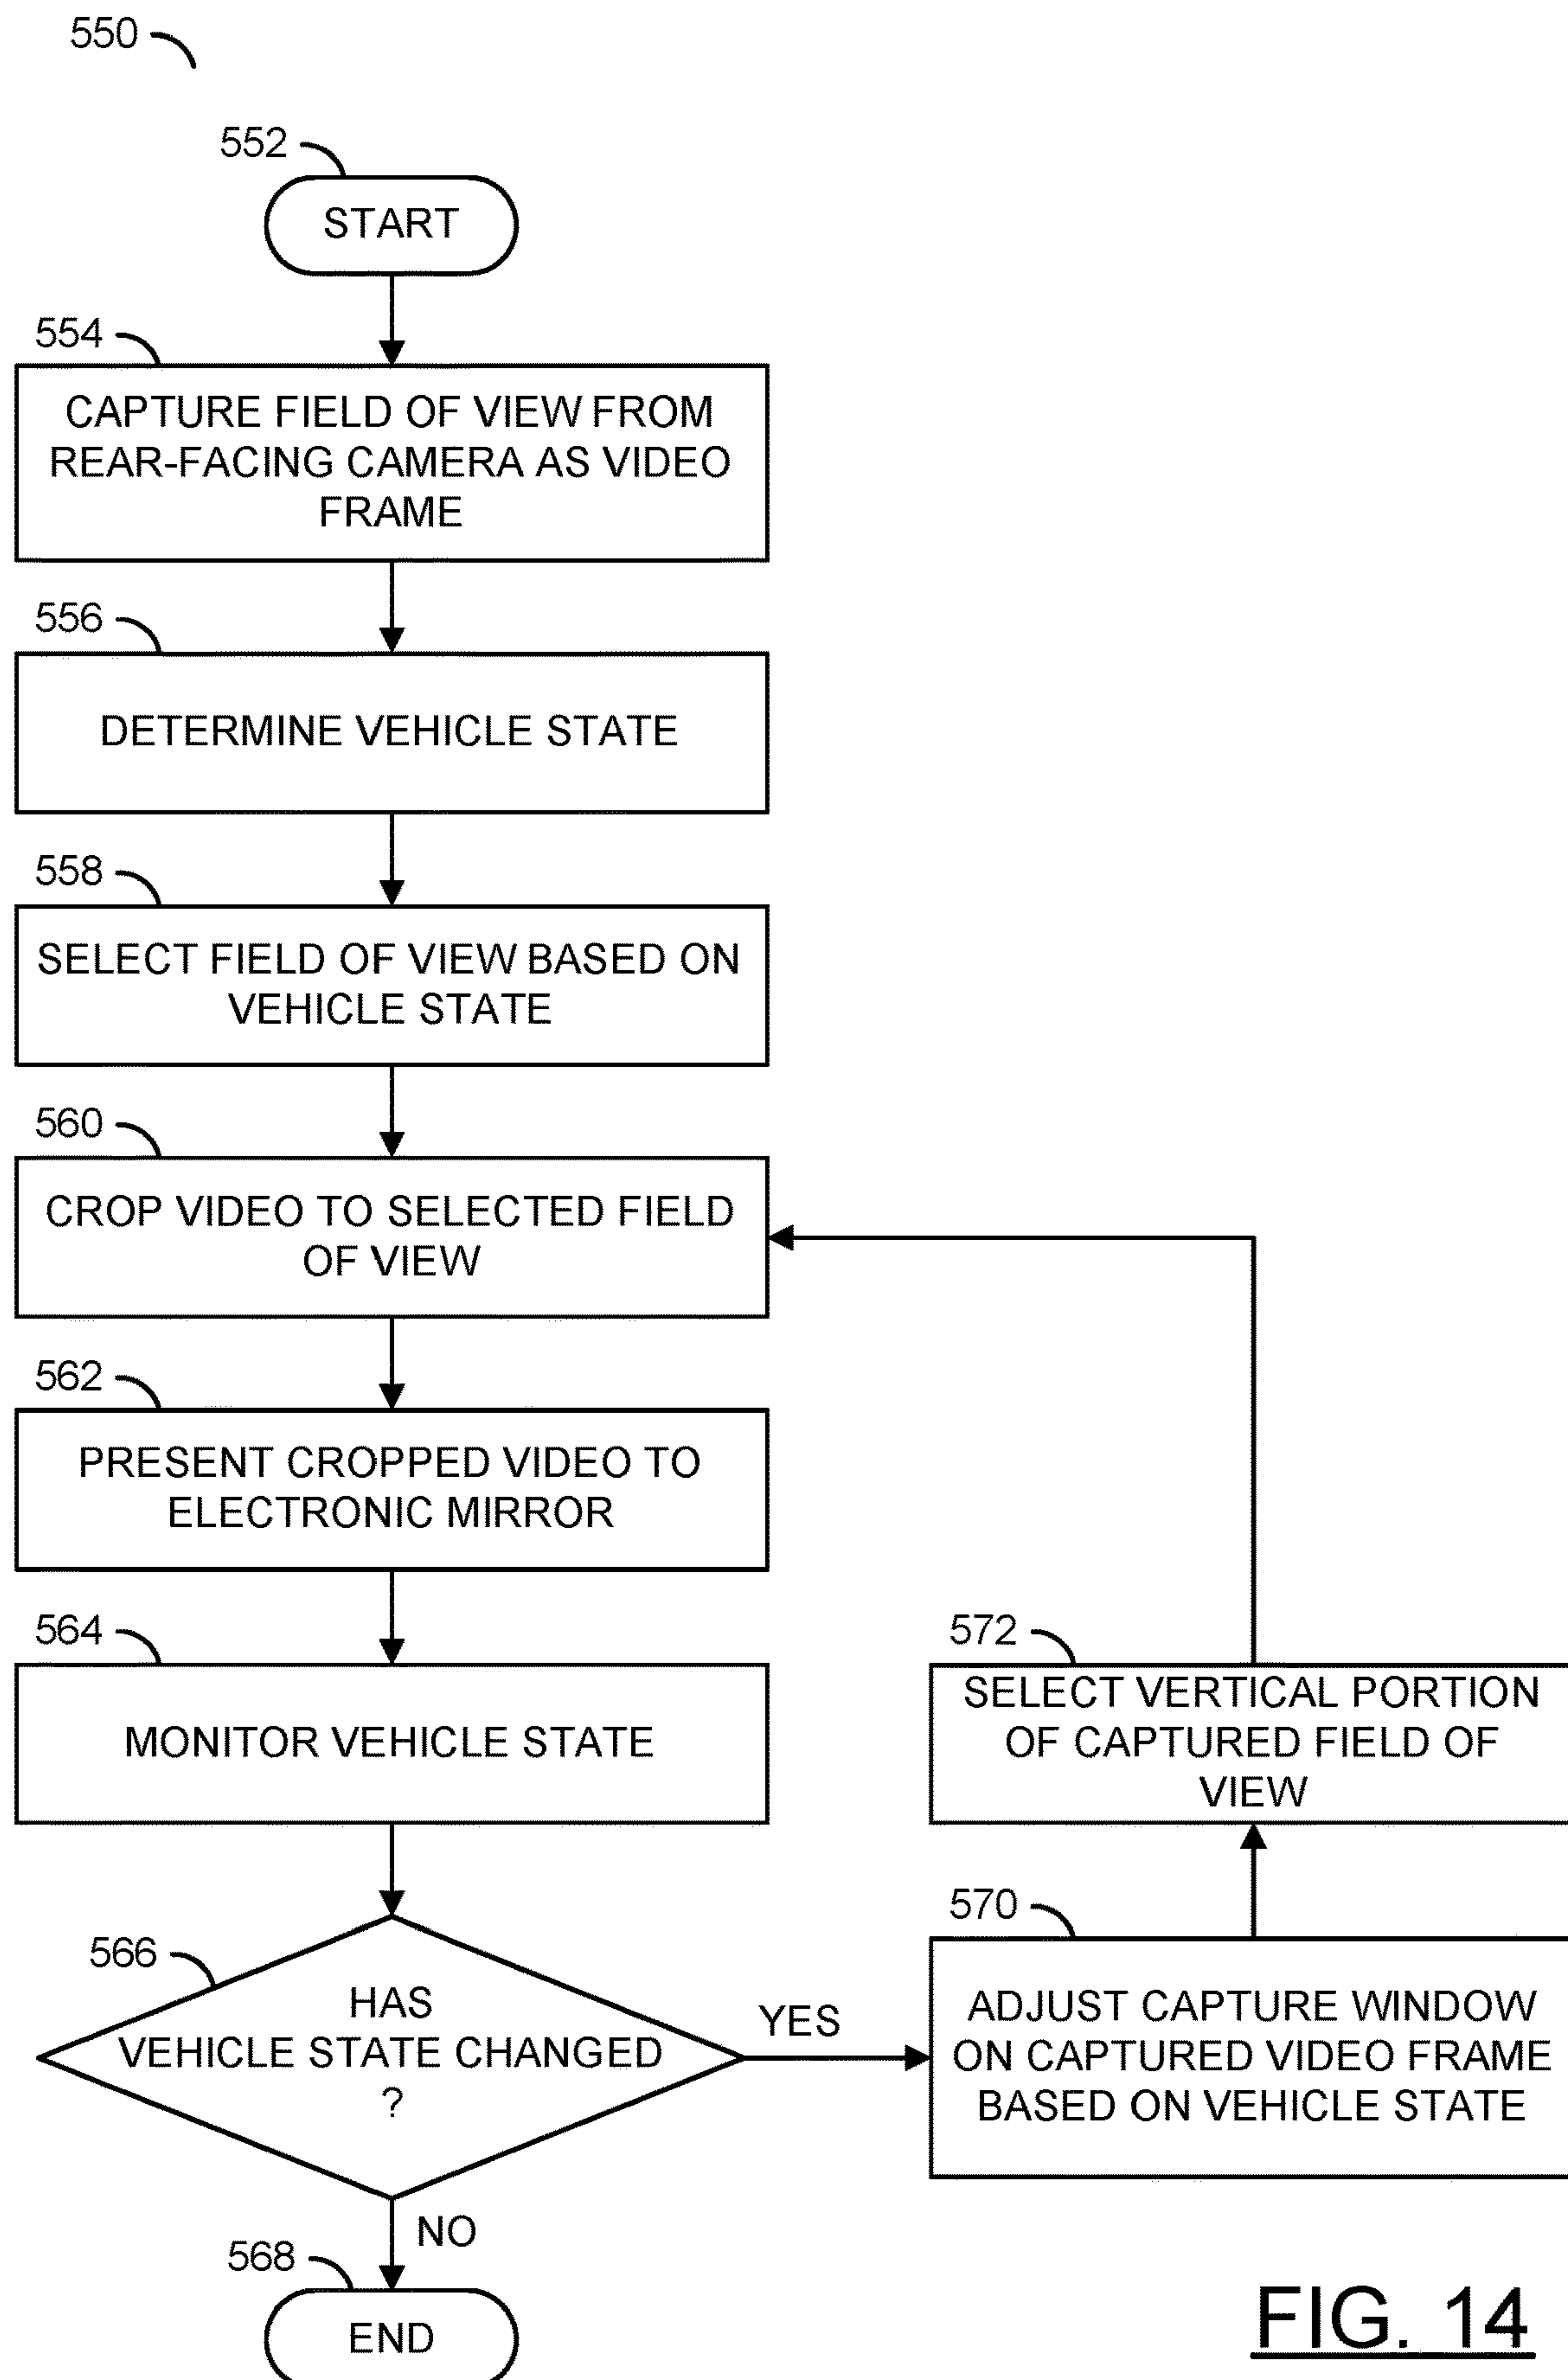 550
552
START
554
CAPTURE FIELD OF VIEW FROM
REAR-FACING CAMERA AS VIDEO
FRAME
556
DETERMINE VEHICLE STATE
558
SELECT FIELD OF VIEW BASED ON
VEHICLE STATE
560
CROP VIDEO TO SELECTED FIELD
OF VIEW
562
PRESENT CROPPED VIDEO TO
ELECTRONIC MIRROR
564
MONITOR VEHICLE STATE
566
HAS
VEHICLE STATE CHANGED
?
YES
NO
568
END
570
ADJUST CAPTURE WINDOW
ON CAPTURED VIDEO FRAME
BASED ON VEHICLE STATE
572
SELECT VERTICAL PORTION
OF CAPTURED FIELD OF
VIEW
FIG. 14